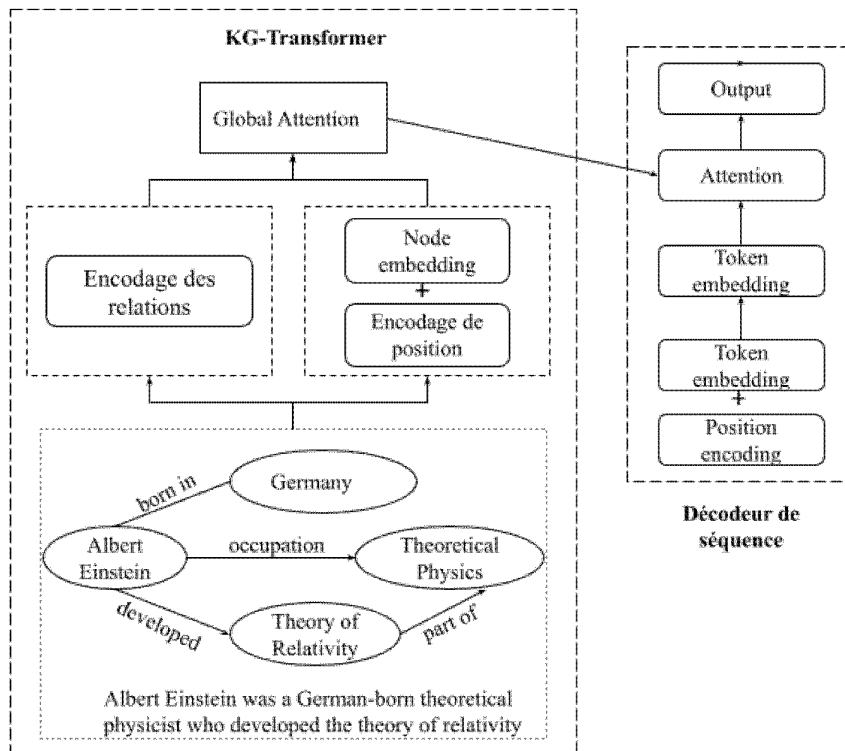 KG-Transformer
Global Attention
Encodage des
relations
Node
embedding
+
Encodage de
position
born in
Germany
Albert
Einstein
occupation
Theoretical
Physics
developed
Theory of
Relativity
part of
Albert Einstein was a German-born theoretical
physicist who developed the theory of relativity
Output
Attention
Token
embedding
Token
embedding
+
Position
encoding
Décodeur de
séquence